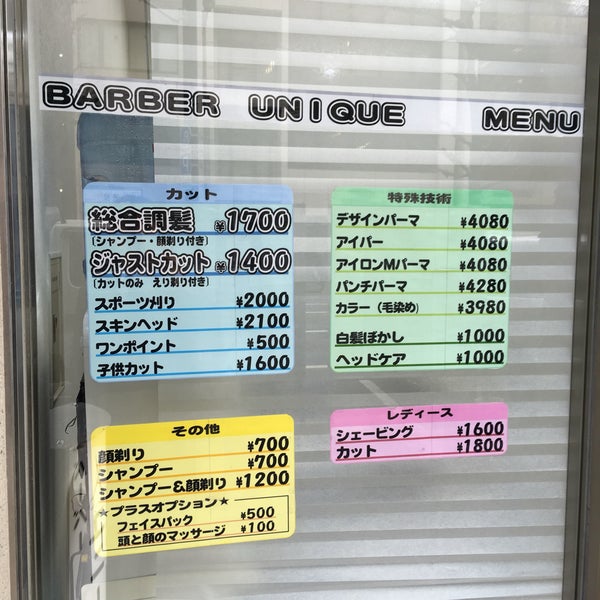 BARBER UNIQUE MENU
カット
総合調髪 ¥1700
(シャンプー・顔剃り付き)
ジャストカット ¥1400
(カットのみ えり剃り付き)
スポーツ刈り ¥2000
スキンヘッド ¥2100
ワンポイント ¥500
子供カット ¥1600
特殊技術
デザインパーマ ¥4080
アイパー ¥4080
アイロンMパーマ ¥4080
パンチパーマ ¥4280
カラー(毛染め) ¥3980
白髪ぼかし ¥1000
ヘッドケア ¥1000
その他
顔剃り ¥700
シャンプー ¥700
シャンプー&顔剃り ¥1200
★プラスオプション★
フェイスパック ¥500
頭と顔のマッサージ ¥100
レディース
シェービング ¥1600
カット ¥1800